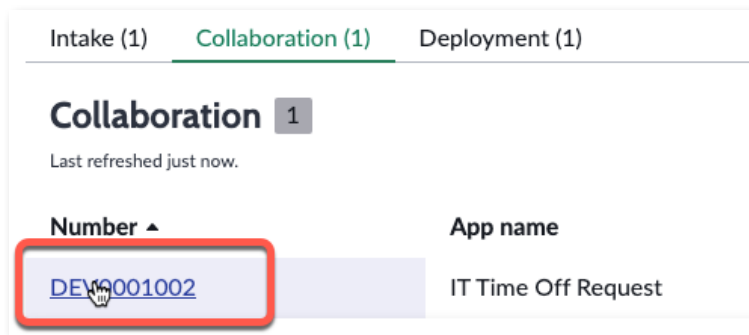 Intake (1) Collaboration (1) Deployment (1)
Collaboration 1
Last refreshed just now.
Number App name
DEV0001002 IT Time Off Request